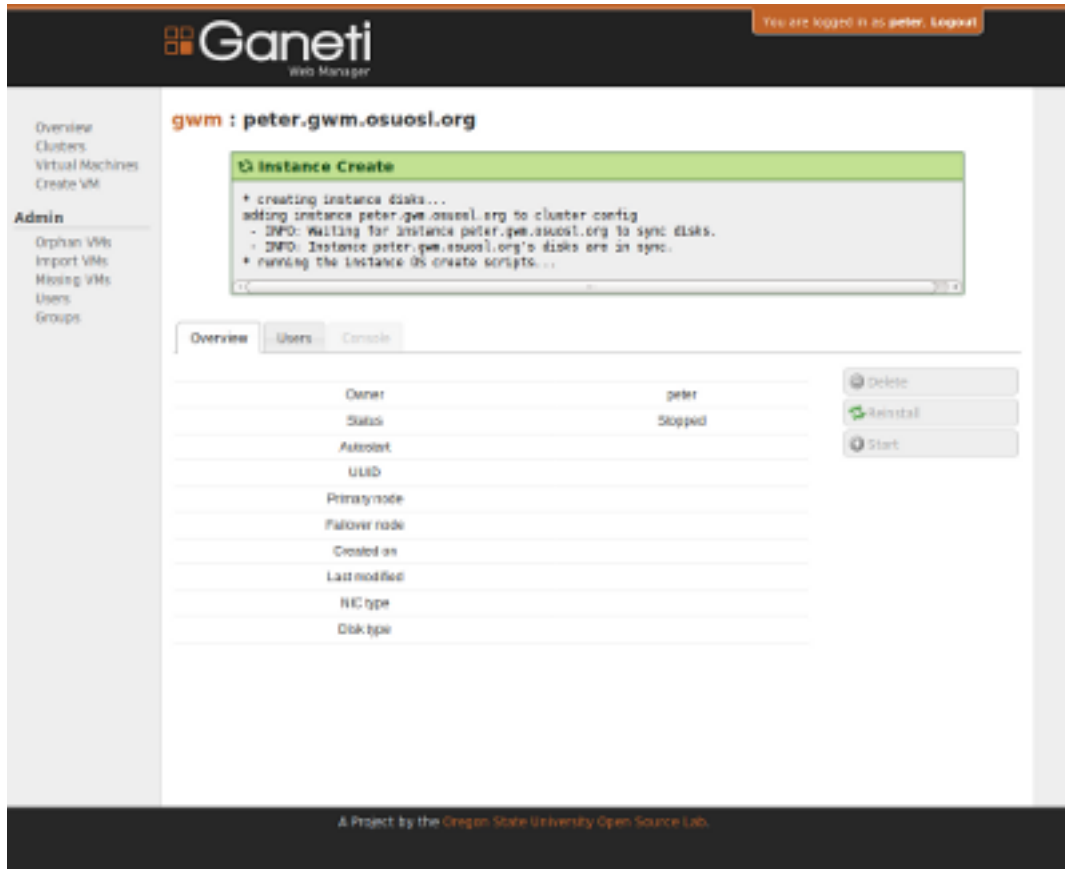 You are logged in as peter. Logout
Ganeti
Web Manager
Overview
Clusters
Virtual Machines
Create VM
Admin
Orphan VMs
Import VMs
Missing VMs
Users
Groups
gwm : peter.gwm.osuosl.org
Instance Create
* creating instance disks...
adding instance peter.gwm.osuosl.org to cluster config
- INFO: Waiting for instance peter.gwm.osuosl.org to sync disks.
- INFO: Instance peter.gwm.osuosl.org's disks are in sync.
* running the instance OS create scripts...
Overview Users Console
Owner peter
Status Stopped
Autostart
UUID
Primary node
Failover node
Created on
Last modified
NIC type
Disk type
Delete
Reinstall
Start
A Project by the Oregon State University Open Source Lab.